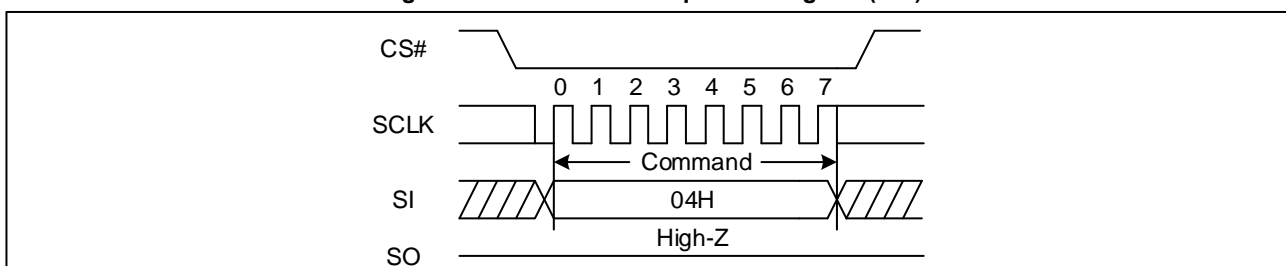 CS#
0 1 2 3 4 5 6 7
SCLK
Command
SI 04H
High-Z
SO